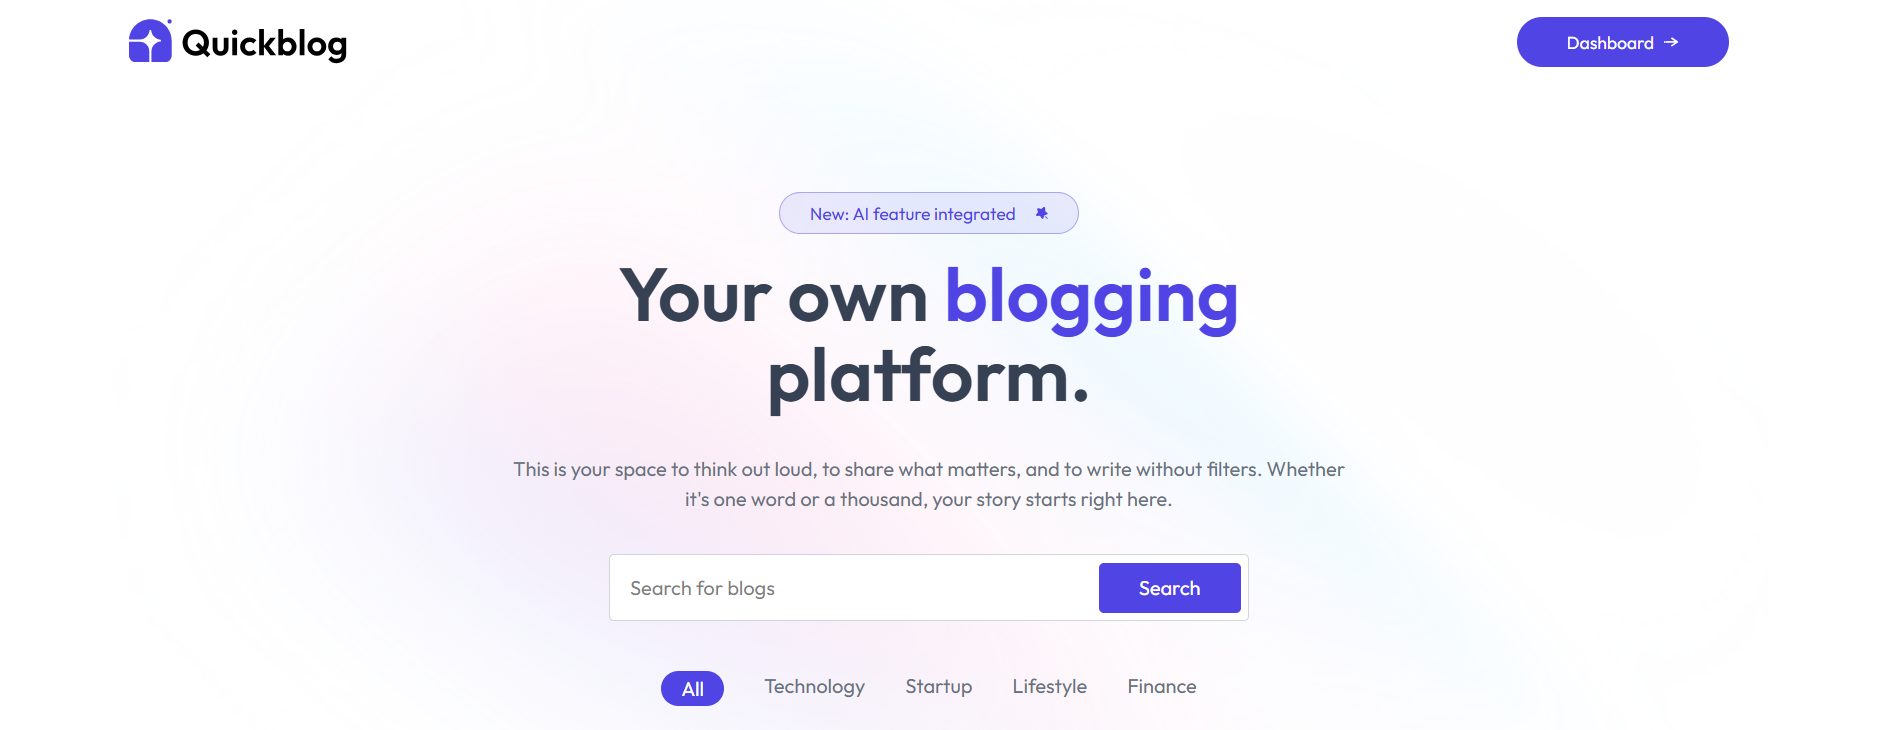 Quickblog
Dashboard →
New: AI feature integrated
Your own blogging
platform.
This is your space to think out loud, to share what matters, and to write without filters. Whether
it's one word or a thousand, your story starts right here.
Search for blogs
Search
All
Technology
Startup
Lifestyle
Finance